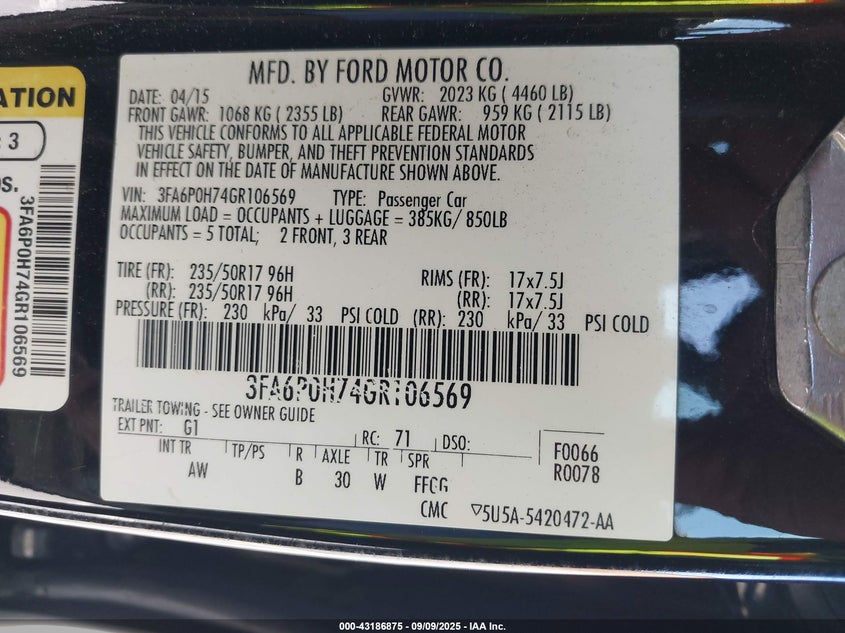 MFD. BY FORD MOTOR CO.
DATE: 04/15 GVWR: 2023 KG ( 4460 LB)
FRONT GAWR: 1068 KG ( 2355 LB) REAR GAWR: 959 KG ( 2115 LB)
THIS VEHICLE CONFORMS TO ALL APPLICABLE FEDERAL MOTOR
VEHICLE SAFETY, BUMPER, AND THEFT PREVENTION STANDARDS
IN EFFECT ON THE DATE OF MANUFACTURE SHOWN ABOVE.
VIN: 3FA6P0H74GR106569 TYPE: Passenger Car
MAXIMUM LOAD = OCCUPANTS + LUGGAGE = 385KG/ 850LB
OCCUPANTS = 5 TOTAL; 2 FRONT, 3 REAR
TIRE (FR): 235/50R17 96H RIMS (FR): 17x7.5J
(RR): 235/50R17 96H (RR): 17x7.5J
PRESSURE (FR): 230 kPa/ 33 PSI COLD (RR): 230 kPa/ 33 PSI COLD
3FA6P0H74GR106569
TRAILER TOWING - SEE OWNER GUIDE
EXT PNT: G1 RC: 71 DSO: F0066
INT TR TP/PS R AXLE TR SPR R0078
AW B 30 W FFCG
CMC ▽5U5A-5420472-AA
ATION
: 3
OS.
3FA6P0H74GR106569
000-43186875 - 09/09/2025 - IAA Inc.